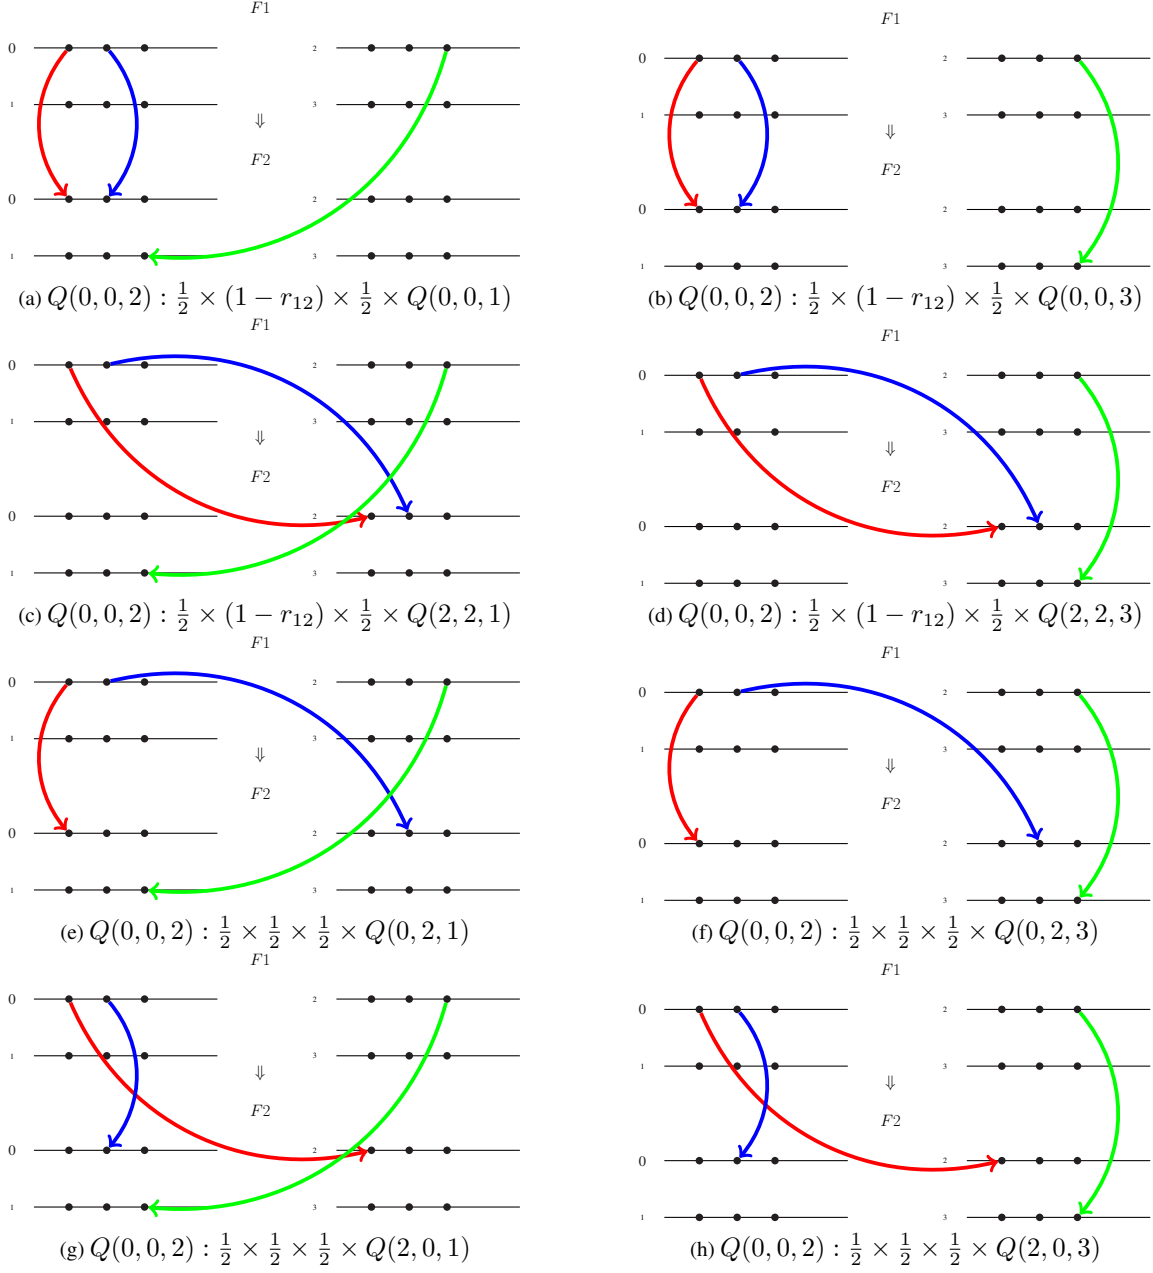 F1
0 2
1 3
⇓
F2
0 2
1 3
(a) Q(0, 0, 2) : 1/2 × (1 − r₁₂) × 1/2 × Q(0, 0, 1)
F1
0 2
1 3
⇓
F2
0 2
1 3
(b) Q(0, 0, 2) : 1/2 × (1 − r₁₂) × 1/2 × Q(0, 0, 3)
F1
0 2
1 3
⇓
F2
0 2
1 3
(c) Q(0, 0, 2) : 1/2 × (1 − r₁₂) × 1/2 × Q(2, 2, 1)
F1
0 2
1 3
⇓
F2
0 2
1 3
(d) Q(0, 0, 2) : 1/2 × (1 − r₁₂) × 1/2 × Q(2, 2, 3)
F1
0 2
1 3
⇓
F2
0 2
1 3
(e) Q(0, 0, 2) : 1/2 × 1/2 × 1/2 × Q(0, 2, 1)
F1
0 2
1 3
⇓
F2
0 2
1 3
(f) Q(0, 0, 2) : 1/2 × 1/2 × 1/2 × Q(0, 2, 3)
F1
0 2
1 3
⇓
F2
0 2
1 3
(g) Q(0, 0, 2) : 1/2 × 1/2 × 1/2 × Q(2, 0, 1)
F1
0 2
1 3
⇓
F2
0 2
1 3
(h) Q(0, 0, 2) : 1/2 × 1/2 × 1/2 × Q(2, 0, 3)